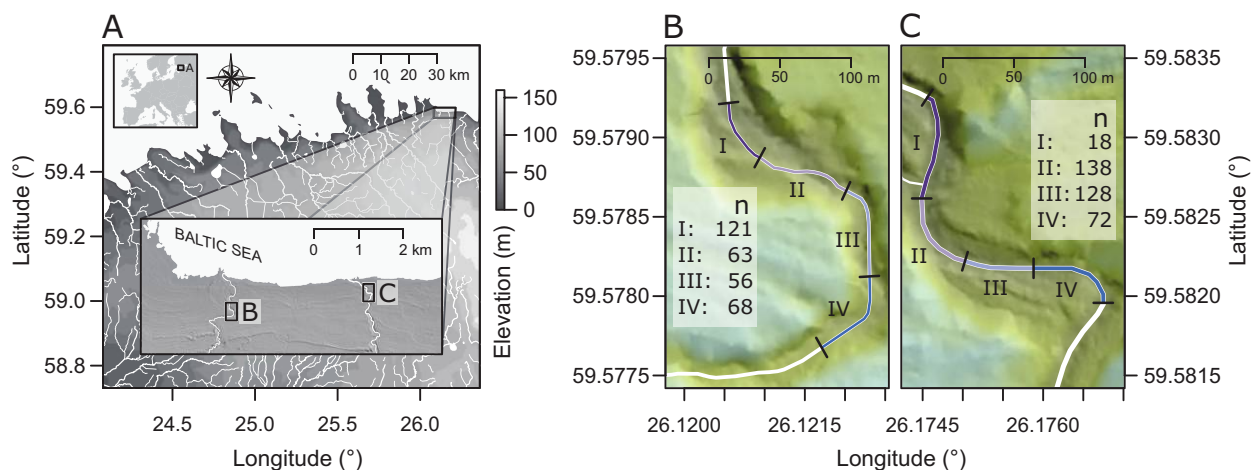 A
A
0 10 20 30 km
59.6
59.4
59.2
59.0
58.8
Latitude (°)
24.5 25.0 25.5 26.0
Longitude (°)
150
100
50
0
Elevation (m)
BALTIC SEA
0 1 2 km
B
C
B
59.5795
59.5790
59.5785
59.5780
59.5775
0 50 100 m
I
II
III
IV
n
I: 121
II: 63
III: 56
IV: 68
26.1200 26.1215
C
0 50 100 m
n
I: 18
II: 138
III: 128
IV: 72
I
II
III
IV
59.5835
59.5830
59.5825
59.5820
59.5815
Latitude (°)
26.1745 26.1760
Longitude (°)